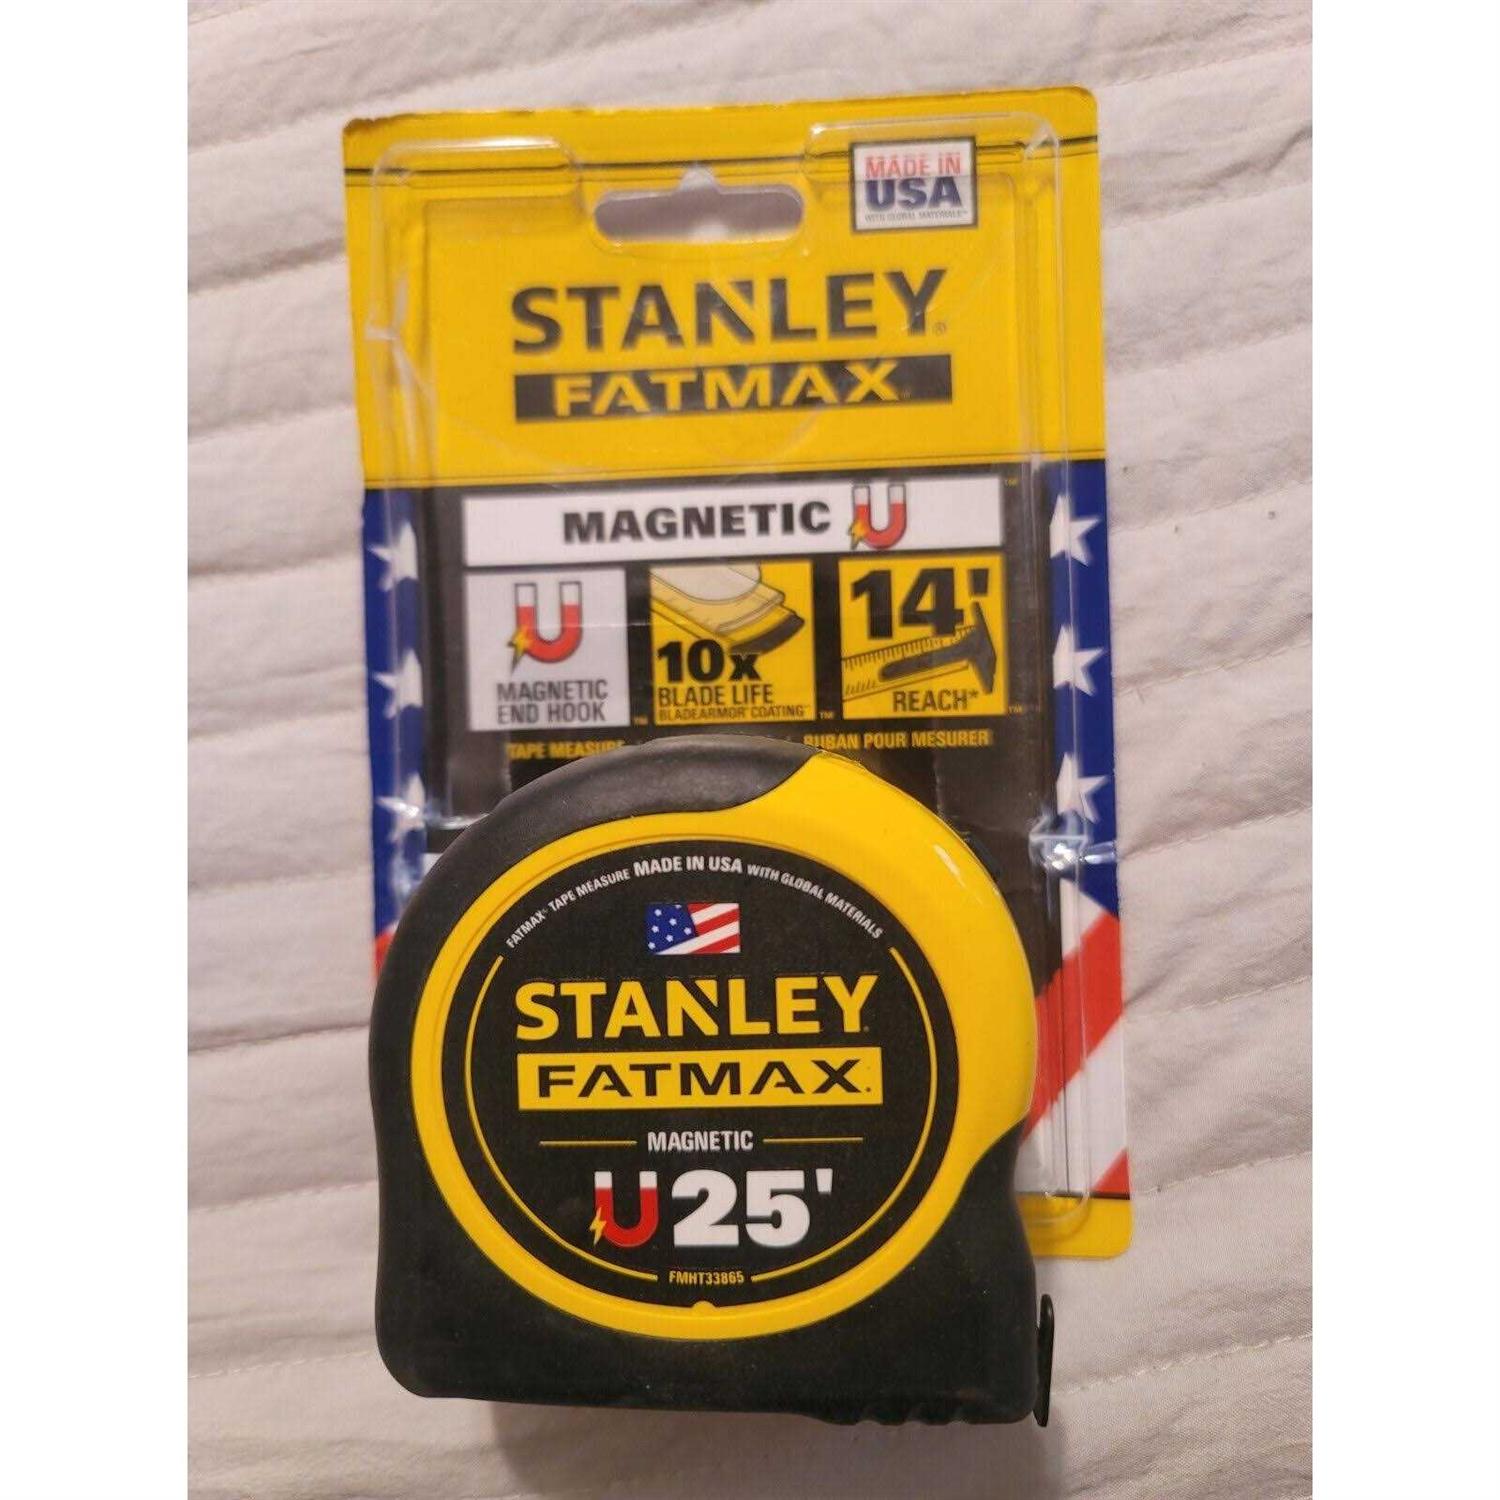 MADE IN
USA
WITH GLOBAL MATERIALS™
STANLEY®
FATMAX
MAGNETIC
14'
10x
MAGNETIC
END HOOK
BLADE LIFE
BLADEARMOR® COATING
REACH*
TAPE MEASURE
RUBAN POUR MESURER
FATMAX® TAPE MEASURE MADE IN USA WITH GLOBAL MATERIALS
STANLEY
FATMAX
MAGNETIC
25'
FMHT33865